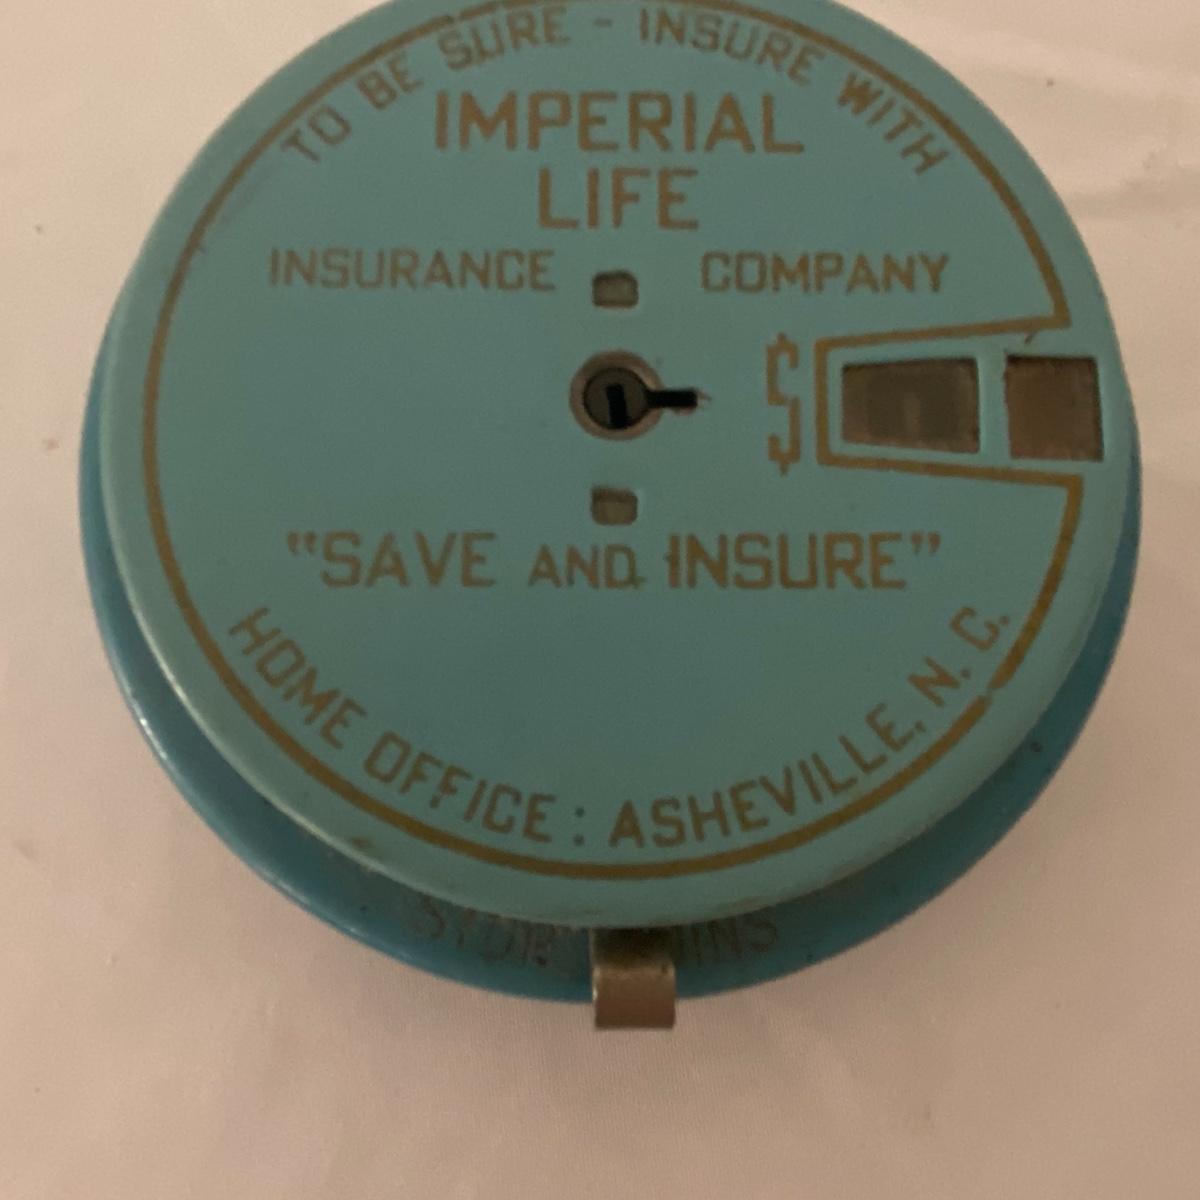 TO BE SURE - INSURE WITH
IMPERIAL
LIFE
INSURANCE COMPANY
$
"SAVE AND INSURE"
HOME OFFICE: ASHEVILLE, N. C.